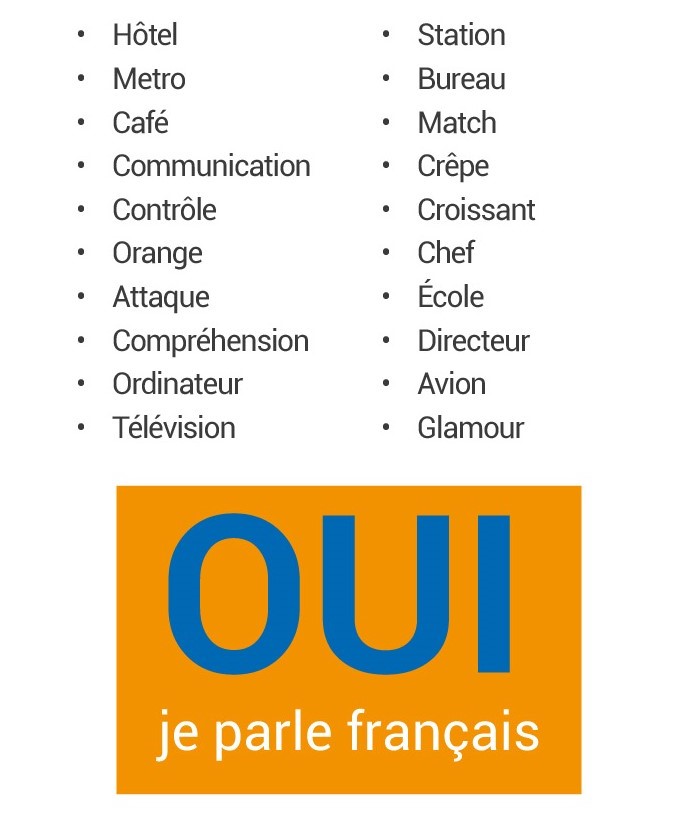 • Hôtel
• Metro
• Café
• Communication
• Contrôle
• Orange
• Attaque
• Compréhension
• Ordinateur
• Télévision
• Station
• Bureau
• Match
• Crêpe
• Croissant
• Chef
• École
• Directeur
• Avion
• Glamour
OUI
je parle français